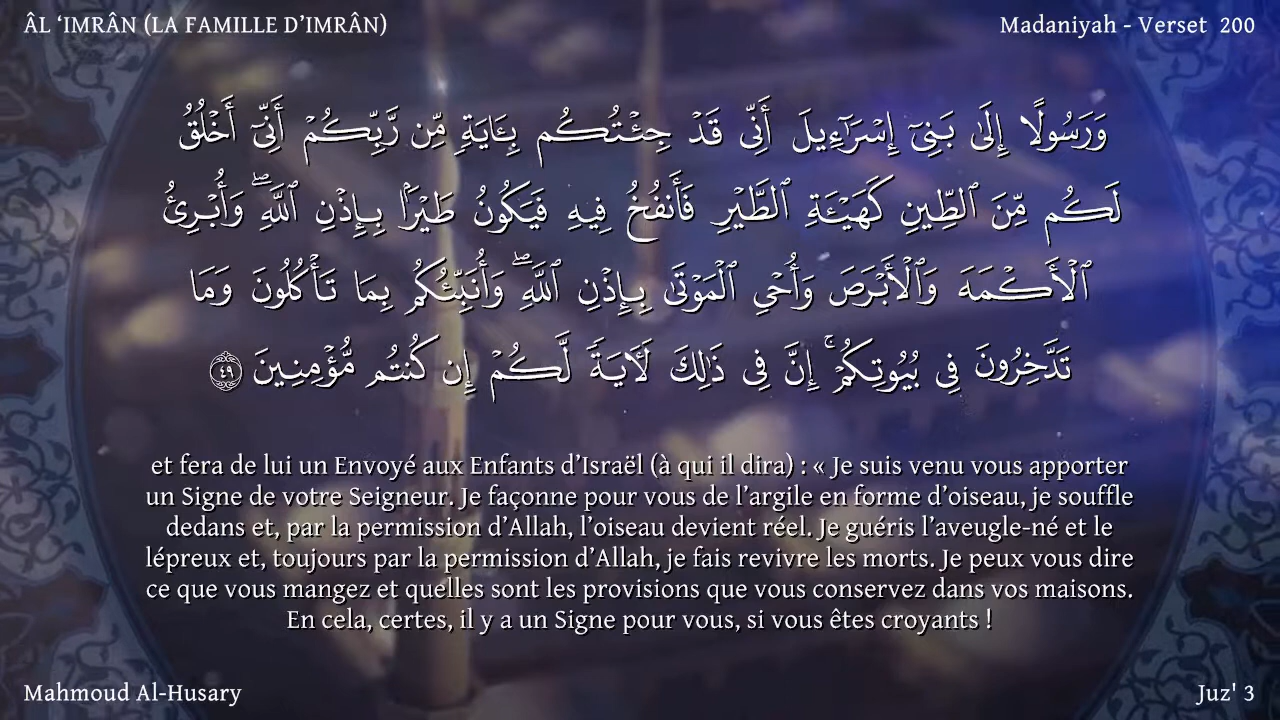 ÂL ‘IMRÂN (LA FAMILLE D’IMRÂN)
Madaniyah - Verset 200
وَرَسُولًا إِلَىٰ بَنِىٓ إِسْرَٰٓءِيلَ أَنِّى قَدْ جِئْتُكُم بِـَٔايَةٍ مِّن رَّبِّكُمْ أَنِّىٓ أَخْلُقُ
لَكُم مِّنَ ٱلطِّينِ كَهَيْـَٔةِ ٱلطَّيْرِ فَأَنفُخُ فِيهِ فَيَكُونُ طَيْرًۢا بِإِذْنِ ٱللَّهِ ۖ وَأُبْرِئُ
ٱلْأَكْمَهَ وَٱلْأَبْرَصَ وَأُحْىِ ٱلْمَوْتَىٰ بِإِذْنِ ٱللَّهِ ۖ وَأُنَبِّئُكُم بِمَا تَأْكُلُونَ وَمَا
تَدَّخِرُونَ فِى بُيُوتِكُمْ ۚ إِنَّ فِى ذَٰلِكَ لَـَٔايَةً لَّكُمْ إِن كُنتُم مُّؤْمِنِينَ ٤٩
et fera de lui un Envoyé aux Enfants d’Israël (à qui il dira) : « Je suis venu vous apporter
un Signe de votre Seigneur. Je façonne pour vous de l’argile en forme d’oiseau, je souffle
dedans et, par la permission d’Allah, l’oiseau devient réel. Je guéris l’aveugle-né et le
lépreux et, toujours par la permission d’Allah, je fais revivre les morts. Je peux vous dire
ce que vous mangez et quelles sont les provisions que vous conservez dans vos maisons.
En cela, certes, il y a un Signe pour vous, si vous êtes croyants !
Mahmoud Al-Husary
Juz' 3